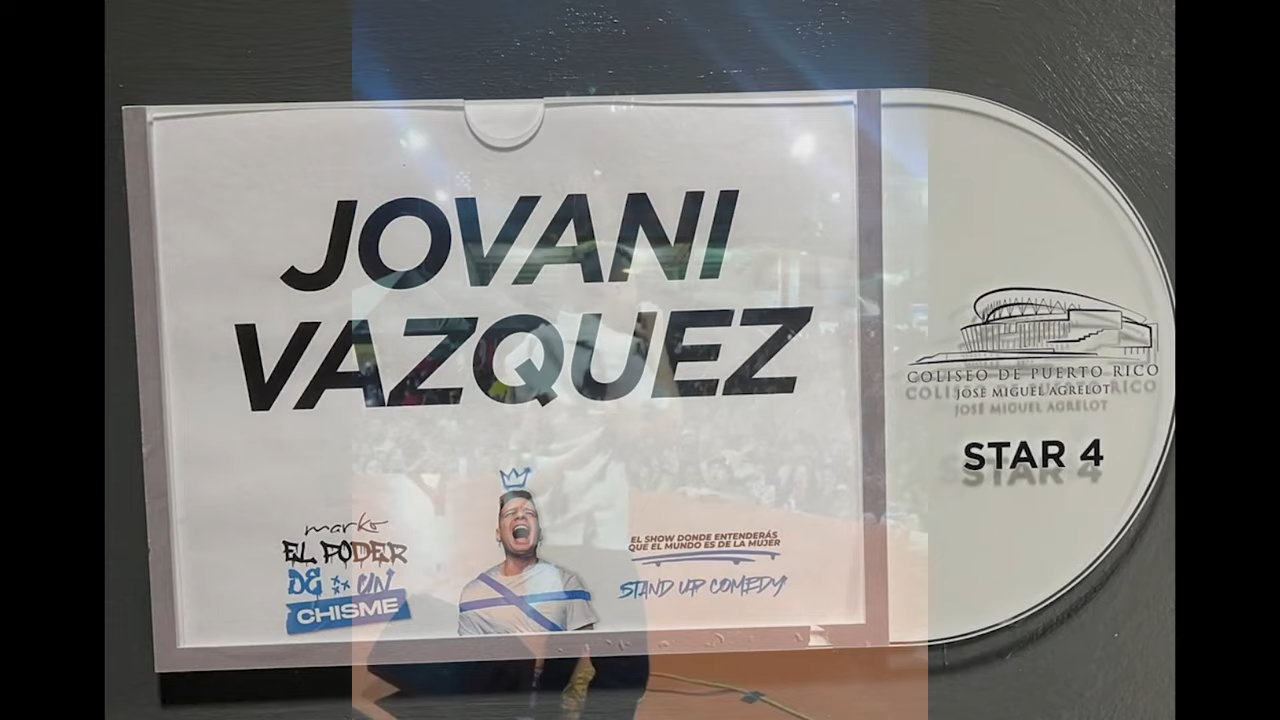 JOVANI
VAZQUEZ
marko
EL PODER
DE UN
CHISME
EL SHOW DONDE ENTENDERÁS
QUE EL MUNDO ES DE LA MUJER
STAND UP COMEDY
COLISEO DE PUERTO RICO
JOSÉ MIGUEL AGRELOT
STAR 4